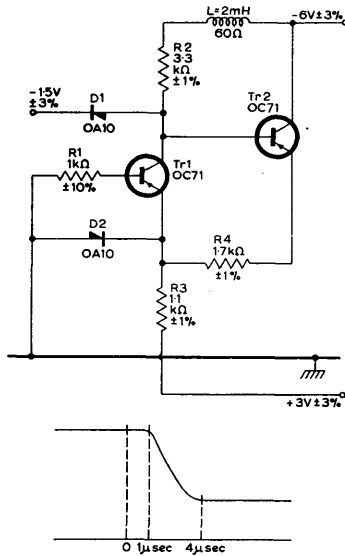 L=2mH
60Ω
-6V±3%
R2
3·3
kΩ
±1%
-1·5V
±3%
D1
OA10
Tr2
OC71
R1
1kΩ
±10%
Tr1
OC71
D2
OA10
R4
1·7kΩ
±1%
R3
1·1
kΩ
±1%
+3V±3%
0 1μsec 4μsec